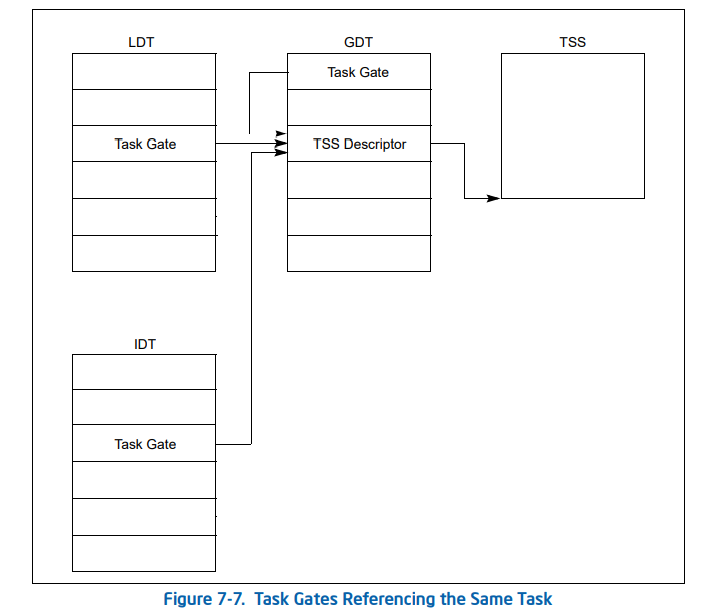 LDT
GDT
TSS
Task Gate
Task Gate
TSS Descriptor
IDT
Task Gate
Figure 7-7. Task Gates Referencing the Same Task